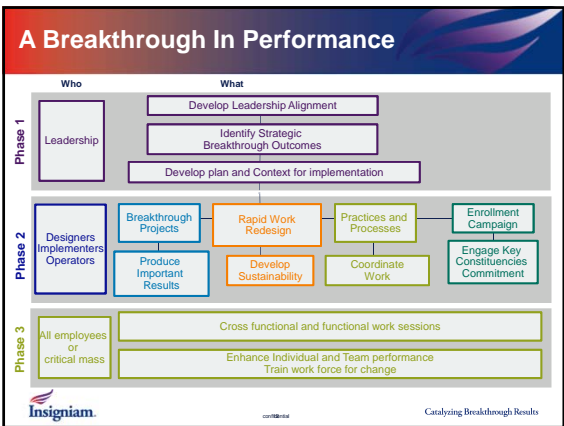 A Breakthrough In Performance
Who
What
Phase 1
Leadership
Develop Leadership Alignment
Identify Strategic
Breakthrough Outcomes
Develop plan and Context for implementation
Phase 2
Designers
Implementers
Operators
Breakthrough
Projects
Rapid Work
Redesign
Practices and
Processes
Enrollment
Campaign
Produce
Important
Results
Develop
Sustainability
Coordinate
Work
Engage Key
Constituencies
Commitment
Phase 3
All employees
or
critical mass
Cross functional and functional work sessions
Enhance Individual and Team performance
Train work force for change
Insigniam
Catalyzing Breakthrough Results